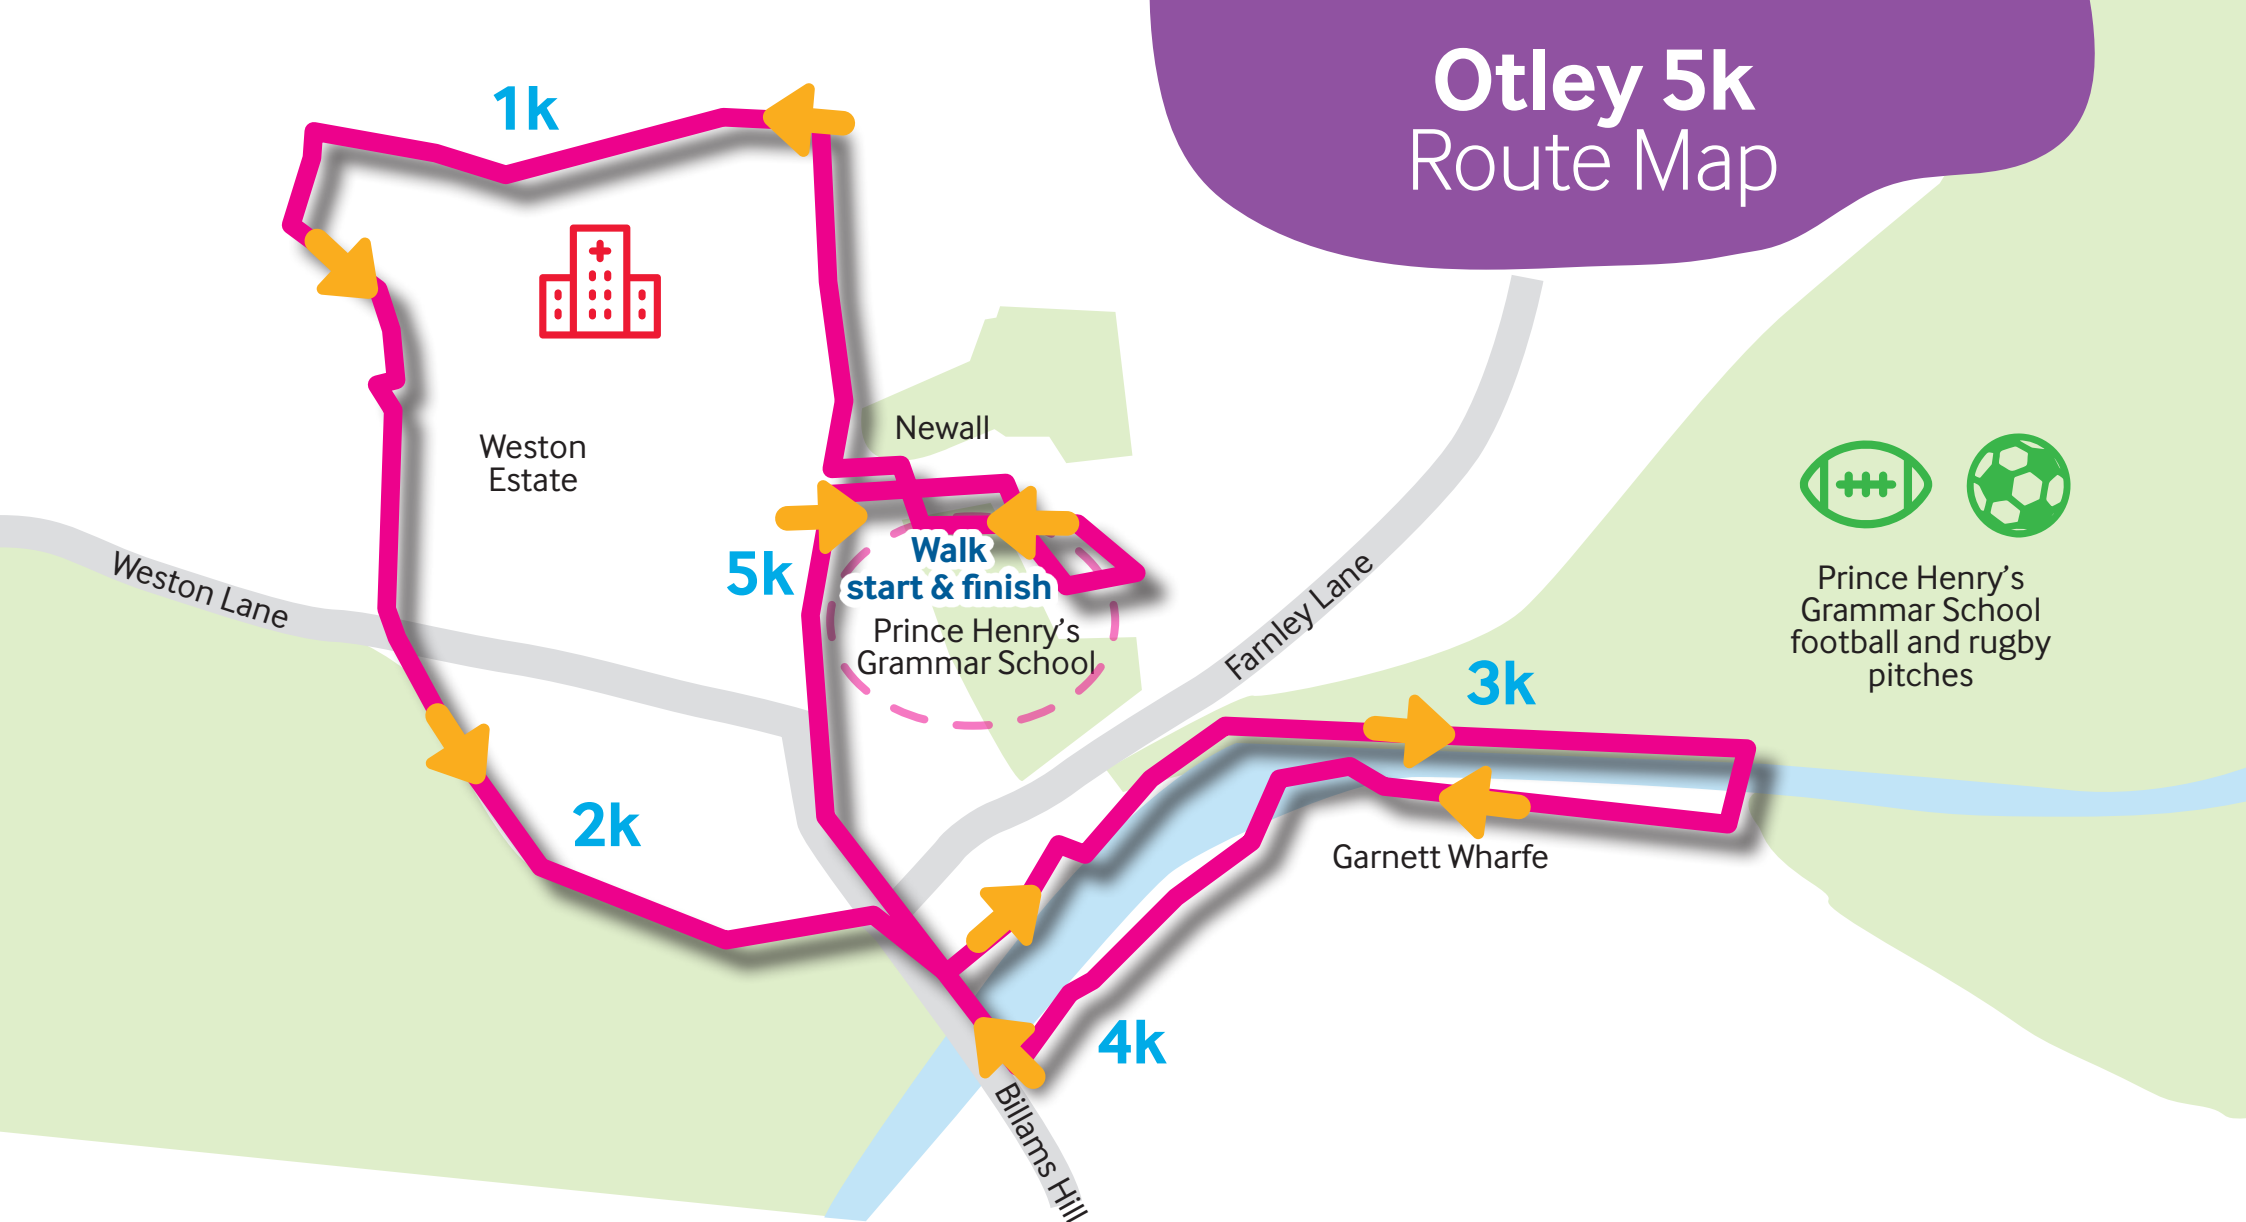 Otley 5k
Route Map
1k
Newall
Weston
Estate
Walk
start & finish
Prince Henry's
Grammar School
5k
Weston Lane
Farnley Lane
Prince Henry's
Grammar School
football and rugby
pitches
3k
2k
Garnett Wharfe
4k
Billams Hill